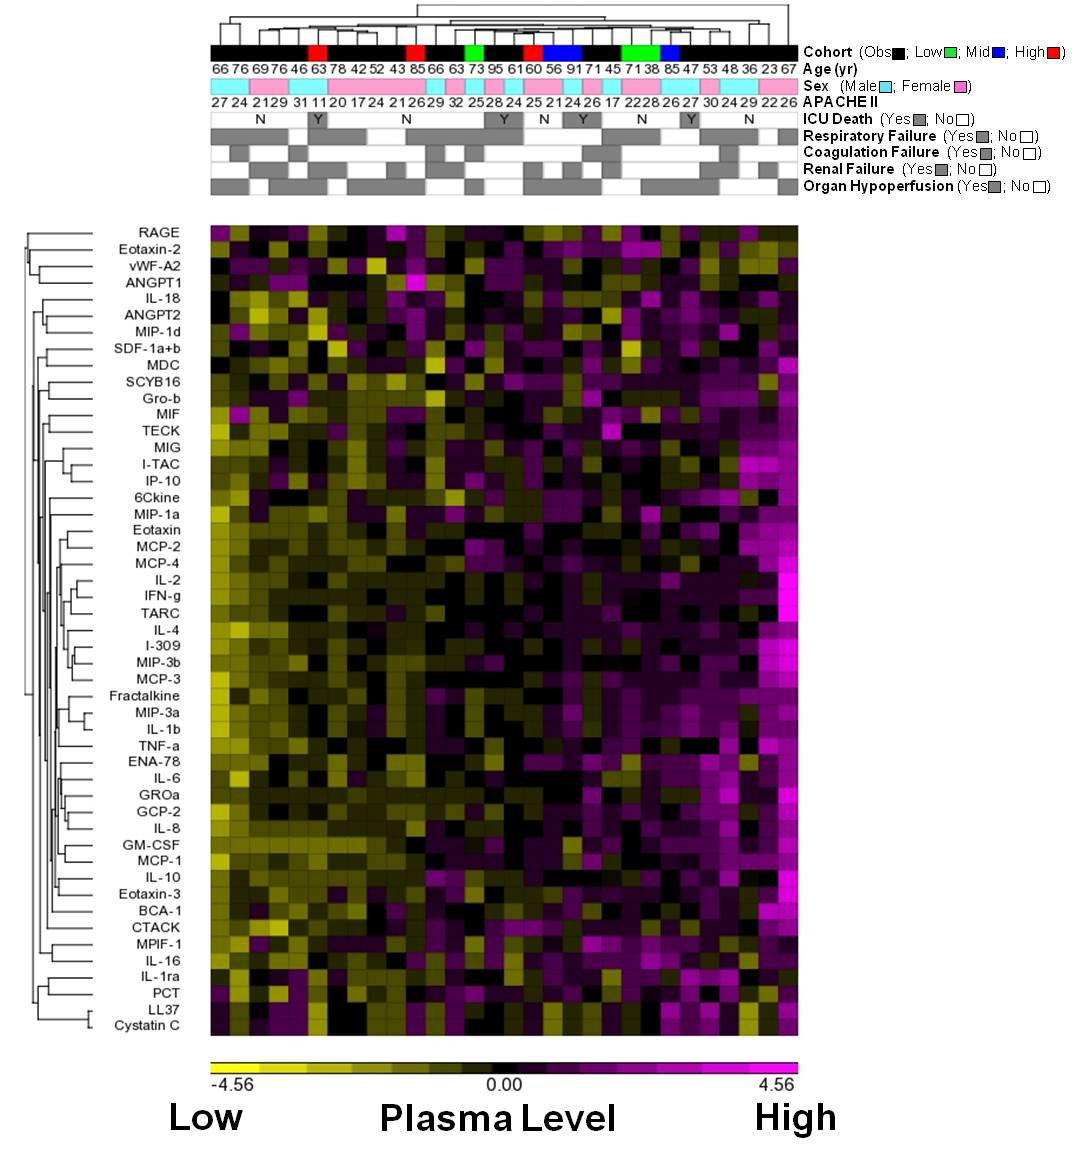 Cohort (Obs; Low; Mid; High)
66 76 69 76 46 63 78 42 52 43 85 66 63 73 95 61 60 56 91 71 45 71 38 85 47 53 48 36 23 67 Age (yr)
Sex (Male; Female)
27 24 21 29 31 11 20 17 24 21 26 29 32 25 28 24 25 21 24 26 17 22 28 26 27 30 24 29 22 26 APACHE II
N Y N Y N Y N Y N ICU Death (Yes; No)
Respiratory Failure (Yes; No)
Coagulation Failure (Yes; No)
Renal Failure (Yes; No)
Organ Hypoperfusion (Yes; No)
RAGE
Eotaxin-2
vWF-A2
ANGPT1
IL-18
ANGPT2
MIP-1d
SDF-1a+b
MDC
SCYB16
Gro-b
MIF
TECK
MIG
I-TAC
IP-10
6Ckine
MIP-1a
Eotaxin
MCP-2
MCP-4
IL-2
IFN-g
TARC
IL-4
I-309
MIP-3b
MCP-3
Fractalkine
MIP-3a
IL-1b
TNF-a
ENA-78
IL-6
GROa
GCP-2
IL-8
GM-CSF
MCP-1
IL-10
Eotaxin-3
BCA-1
CTACK
MPIF-1
IL-16
IL-1ra
PCT
LL37
Cystatin C
-4.56 0.00 4.56
Low Plasma Level High